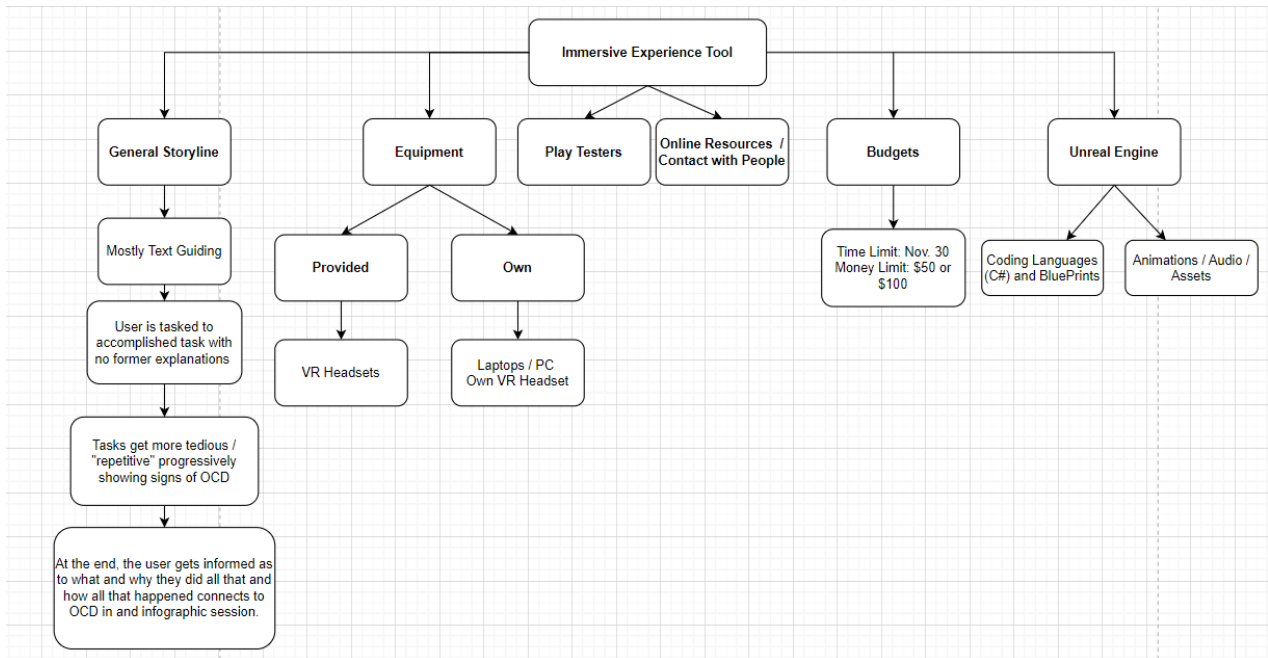 Immersive Experience Tool
General Storyline
Equipment
Play Testers
Online Resources /
Contact with People
Budgets
Unreal Engine
Mostly Text Guiding
Provided
Own
Time Limit: Nov. 30
Money Limit: $50 or
$100
Coding Languages
(C#) and BluePrints
Animations / Audio /
Assets
User is tasked to
accomplished task with
no former explanations
VR Headsets
Laptops / PC
Own VR Headset
Tasks get more tedious /
"repetitive" progressively
showing signs of OCD
At the end, the user gets informed as
to what and why they did all that and
how all that happened connects to
OCD in and infographic session.